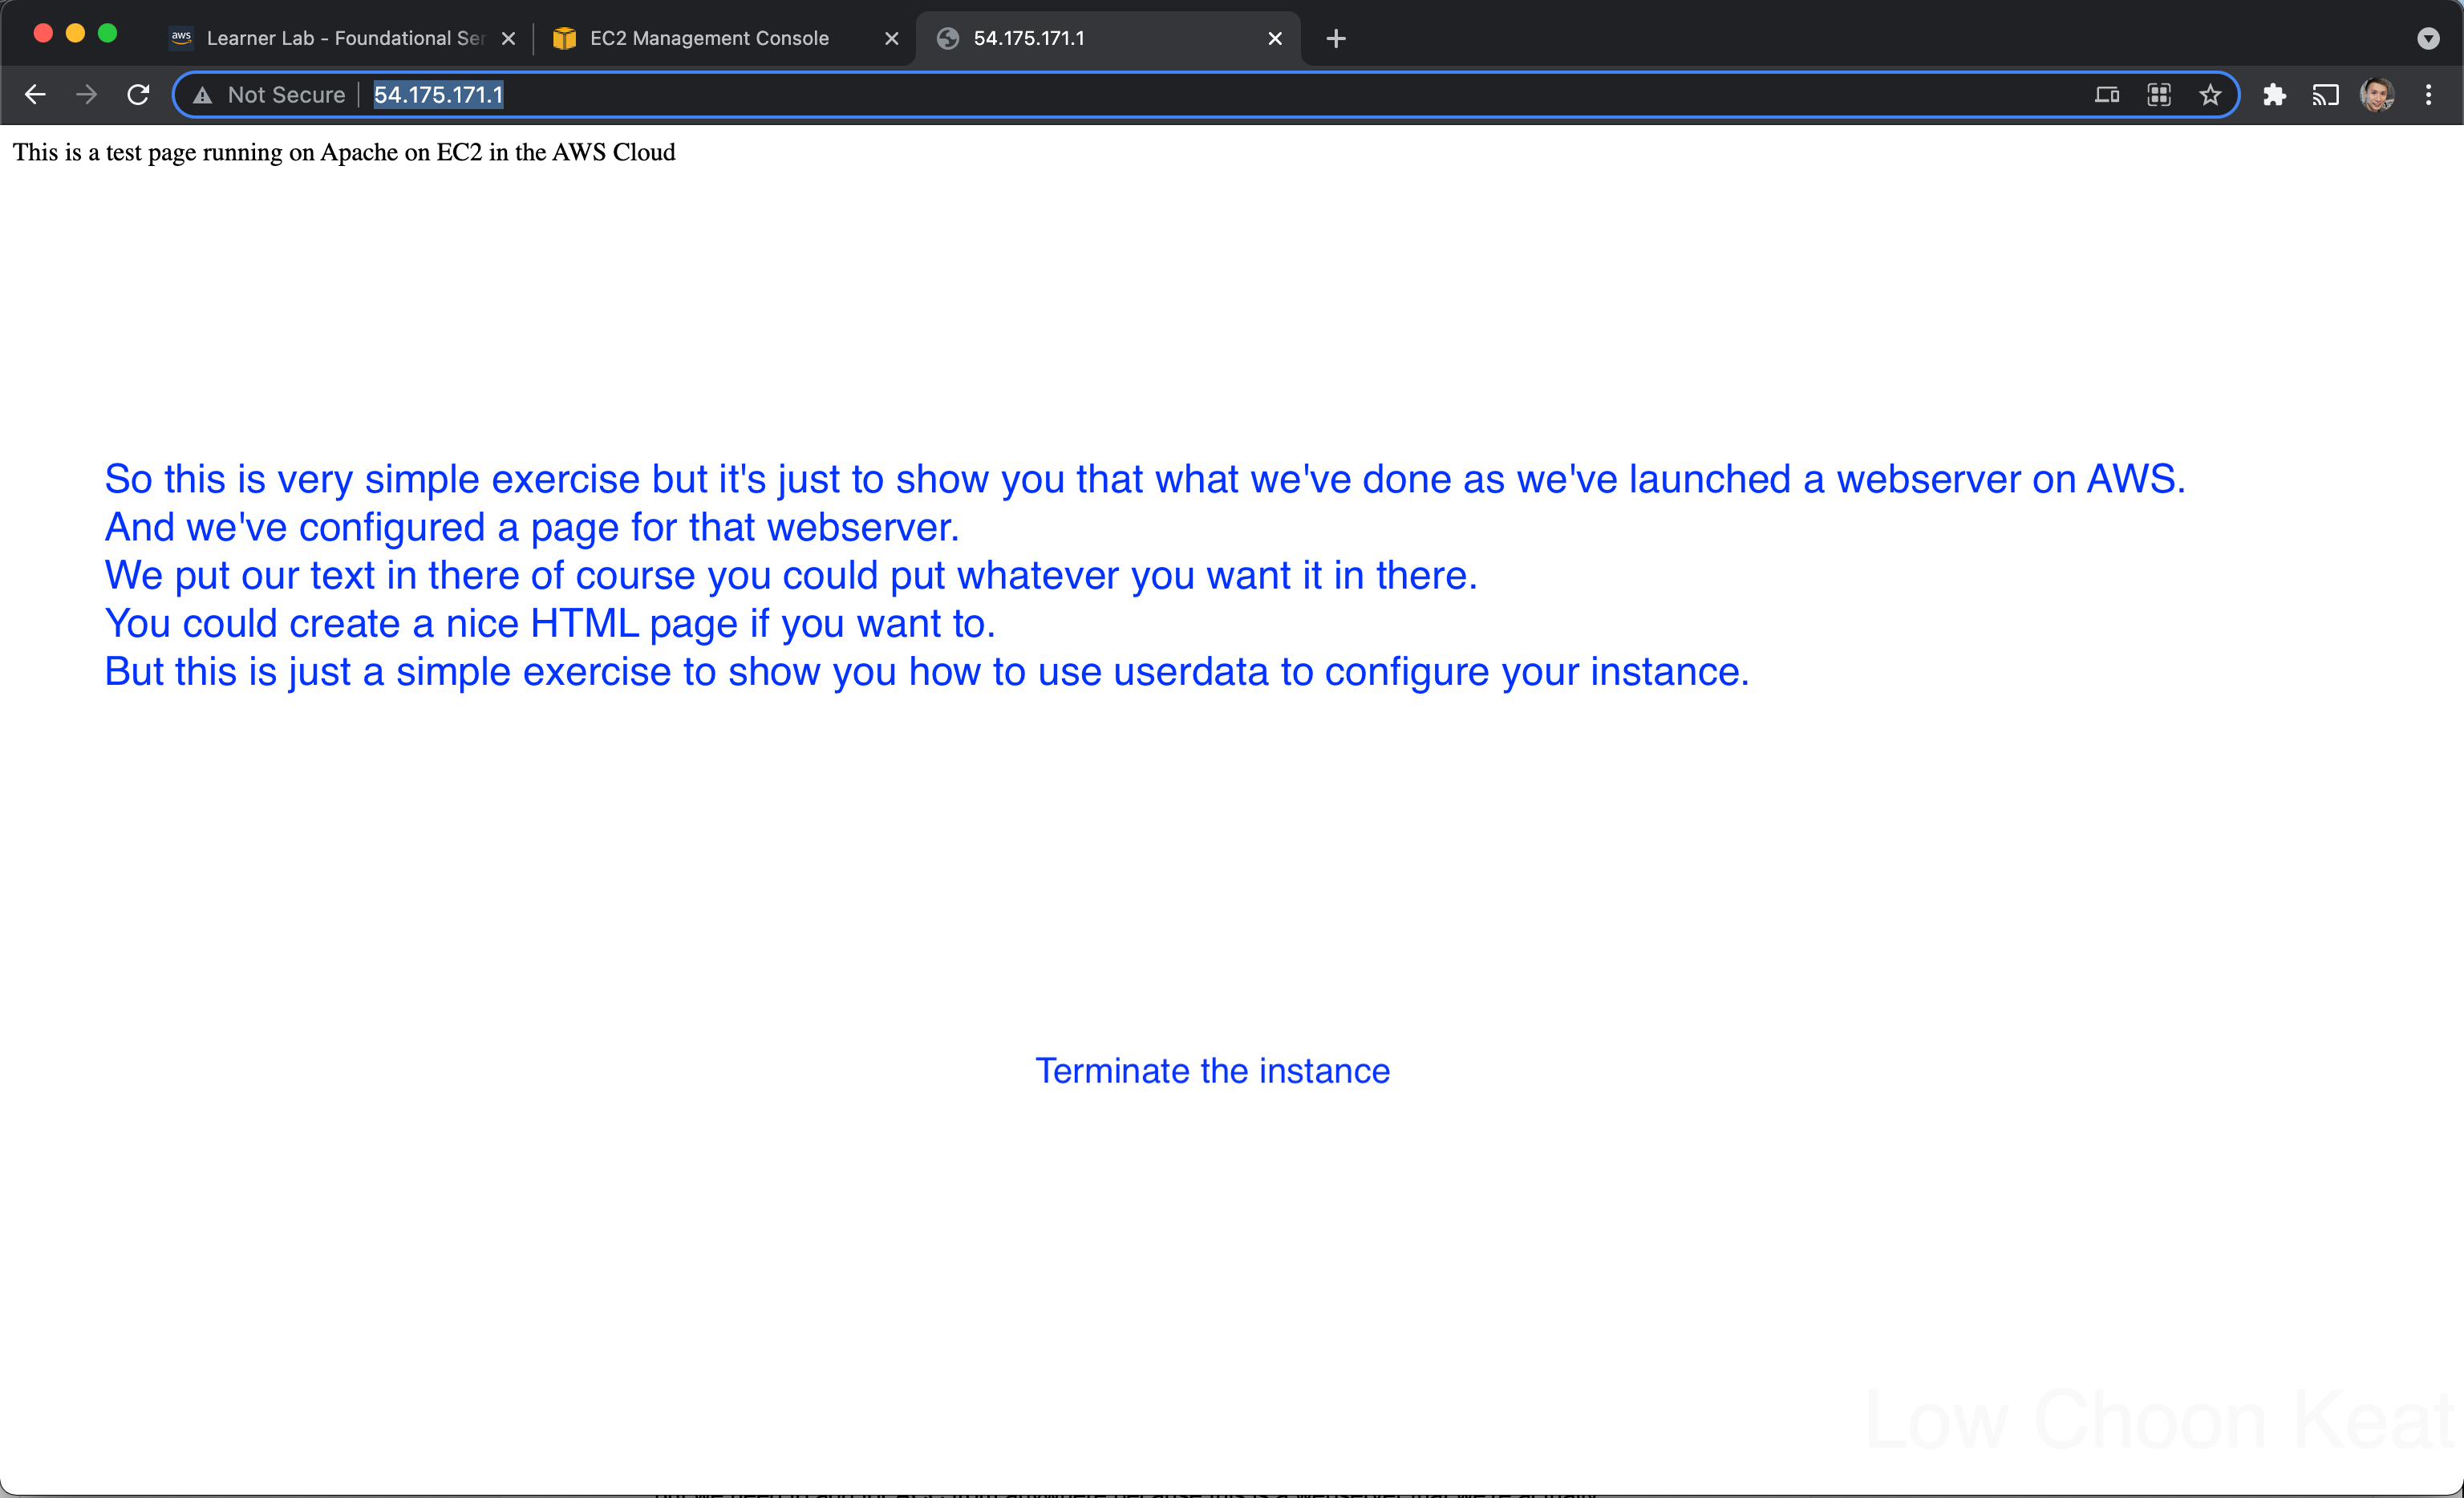 aws Learner Lab - Foundational Ser
EC2 Management Console
54.175.171.1
Not Secure 54.175.171.1
This is a test page running on Apache on EC2 in the AWS Cloud
So this is very simple exercise but it's just to show you that what we've done as we've launched a webserver on AWS.
And we've configured a page for that webserver.
We put our text in there of course you could put whatever you want it in there.
You could create a nice HTML page if you want to.
But this is just a simple exercise to show you how to use userdata to configure your instance.
Terminate the instance
Low Choon Keat